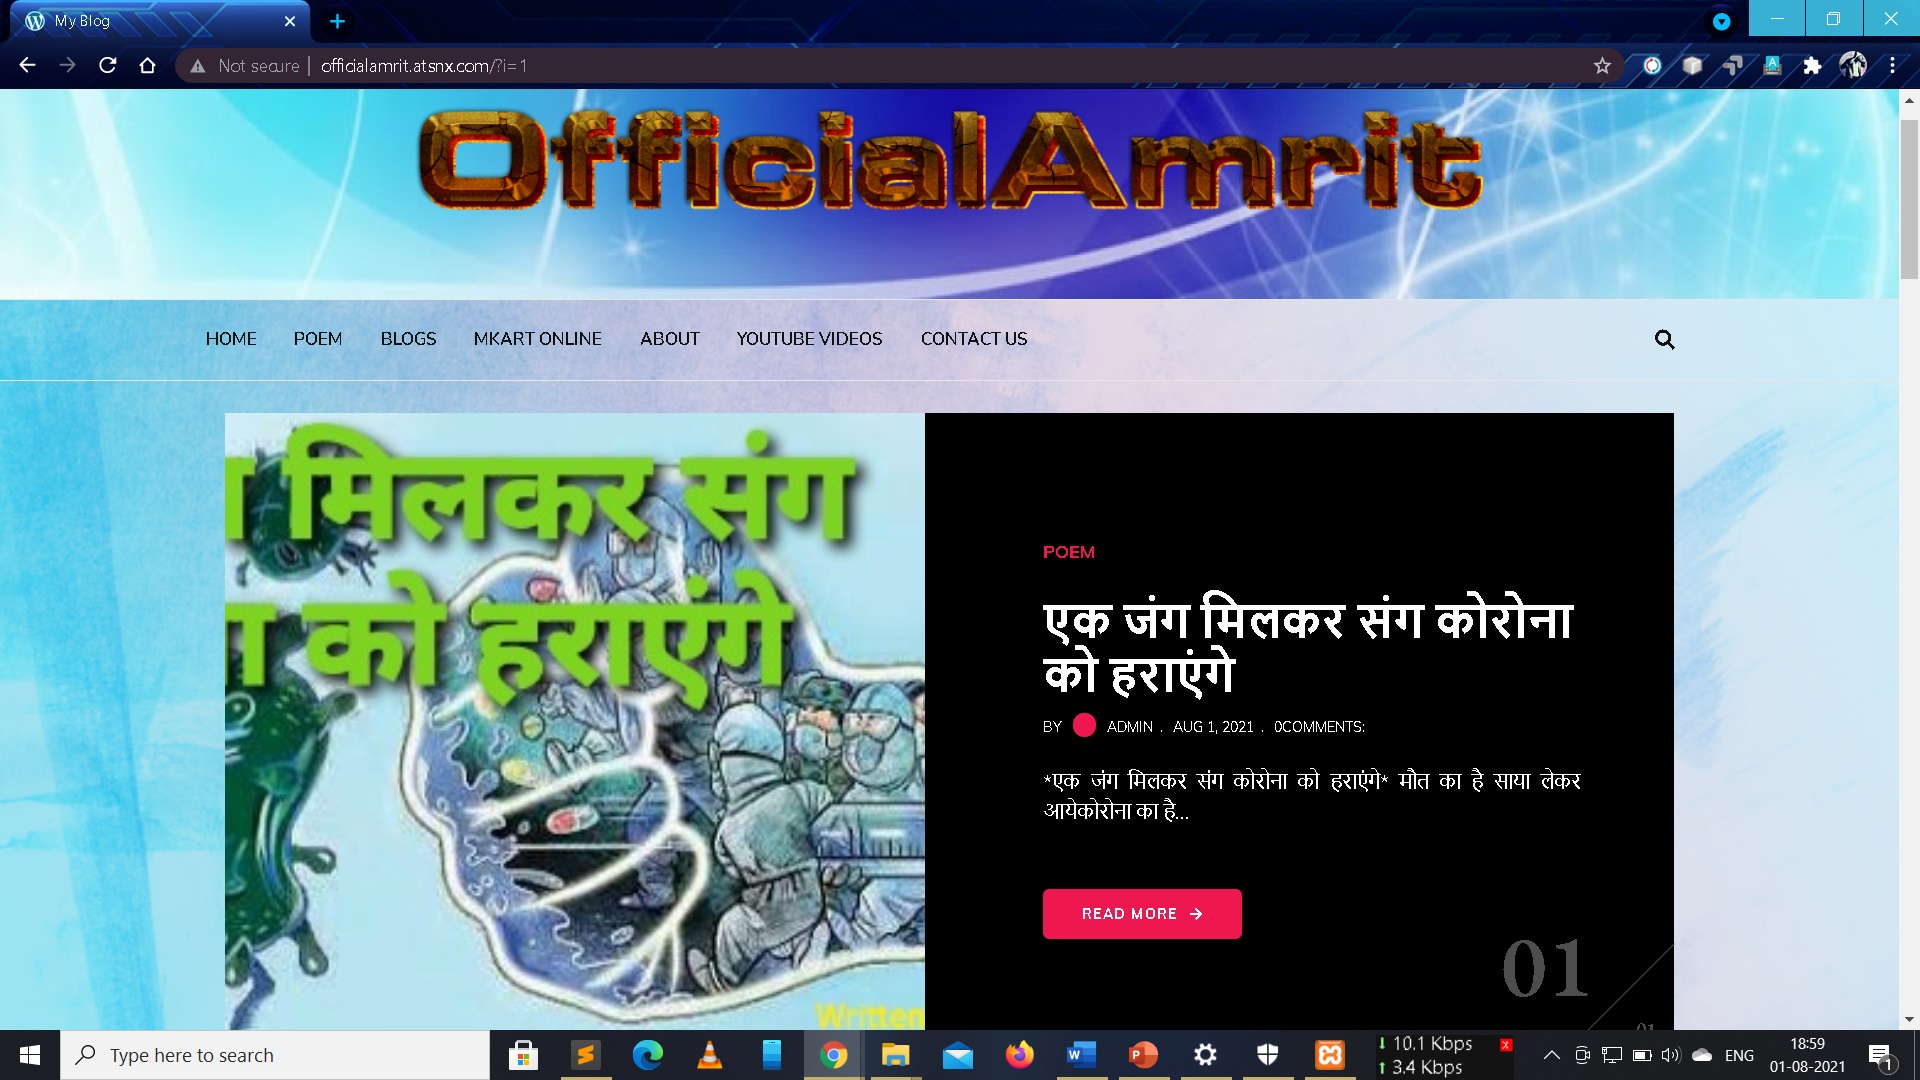 My Blog
Not secure | officialamrit.atsnx.com/?i=1
OfficialAmrit
HOME POEM BLOGS MKART ONLINE ABOUT YOUTUBE VIDEOS CONTACT US
मिलकर संग
को हराएंगे
Written
POEM
एक जंग मिलकर संग कोरोना
को हराएंगे
BY ADMIN . AUG 1, 2021 . 0COMMENTS:
*एक जंग मिलकर संग कोरोना को हराएंगे* मौत का है साया लेकर
आयेकोरोना का है...
READ MORE →
01
01
Type here to search
10.1 Kbps
3.4 Kbps
ENG
18:59
01-08-2021
1